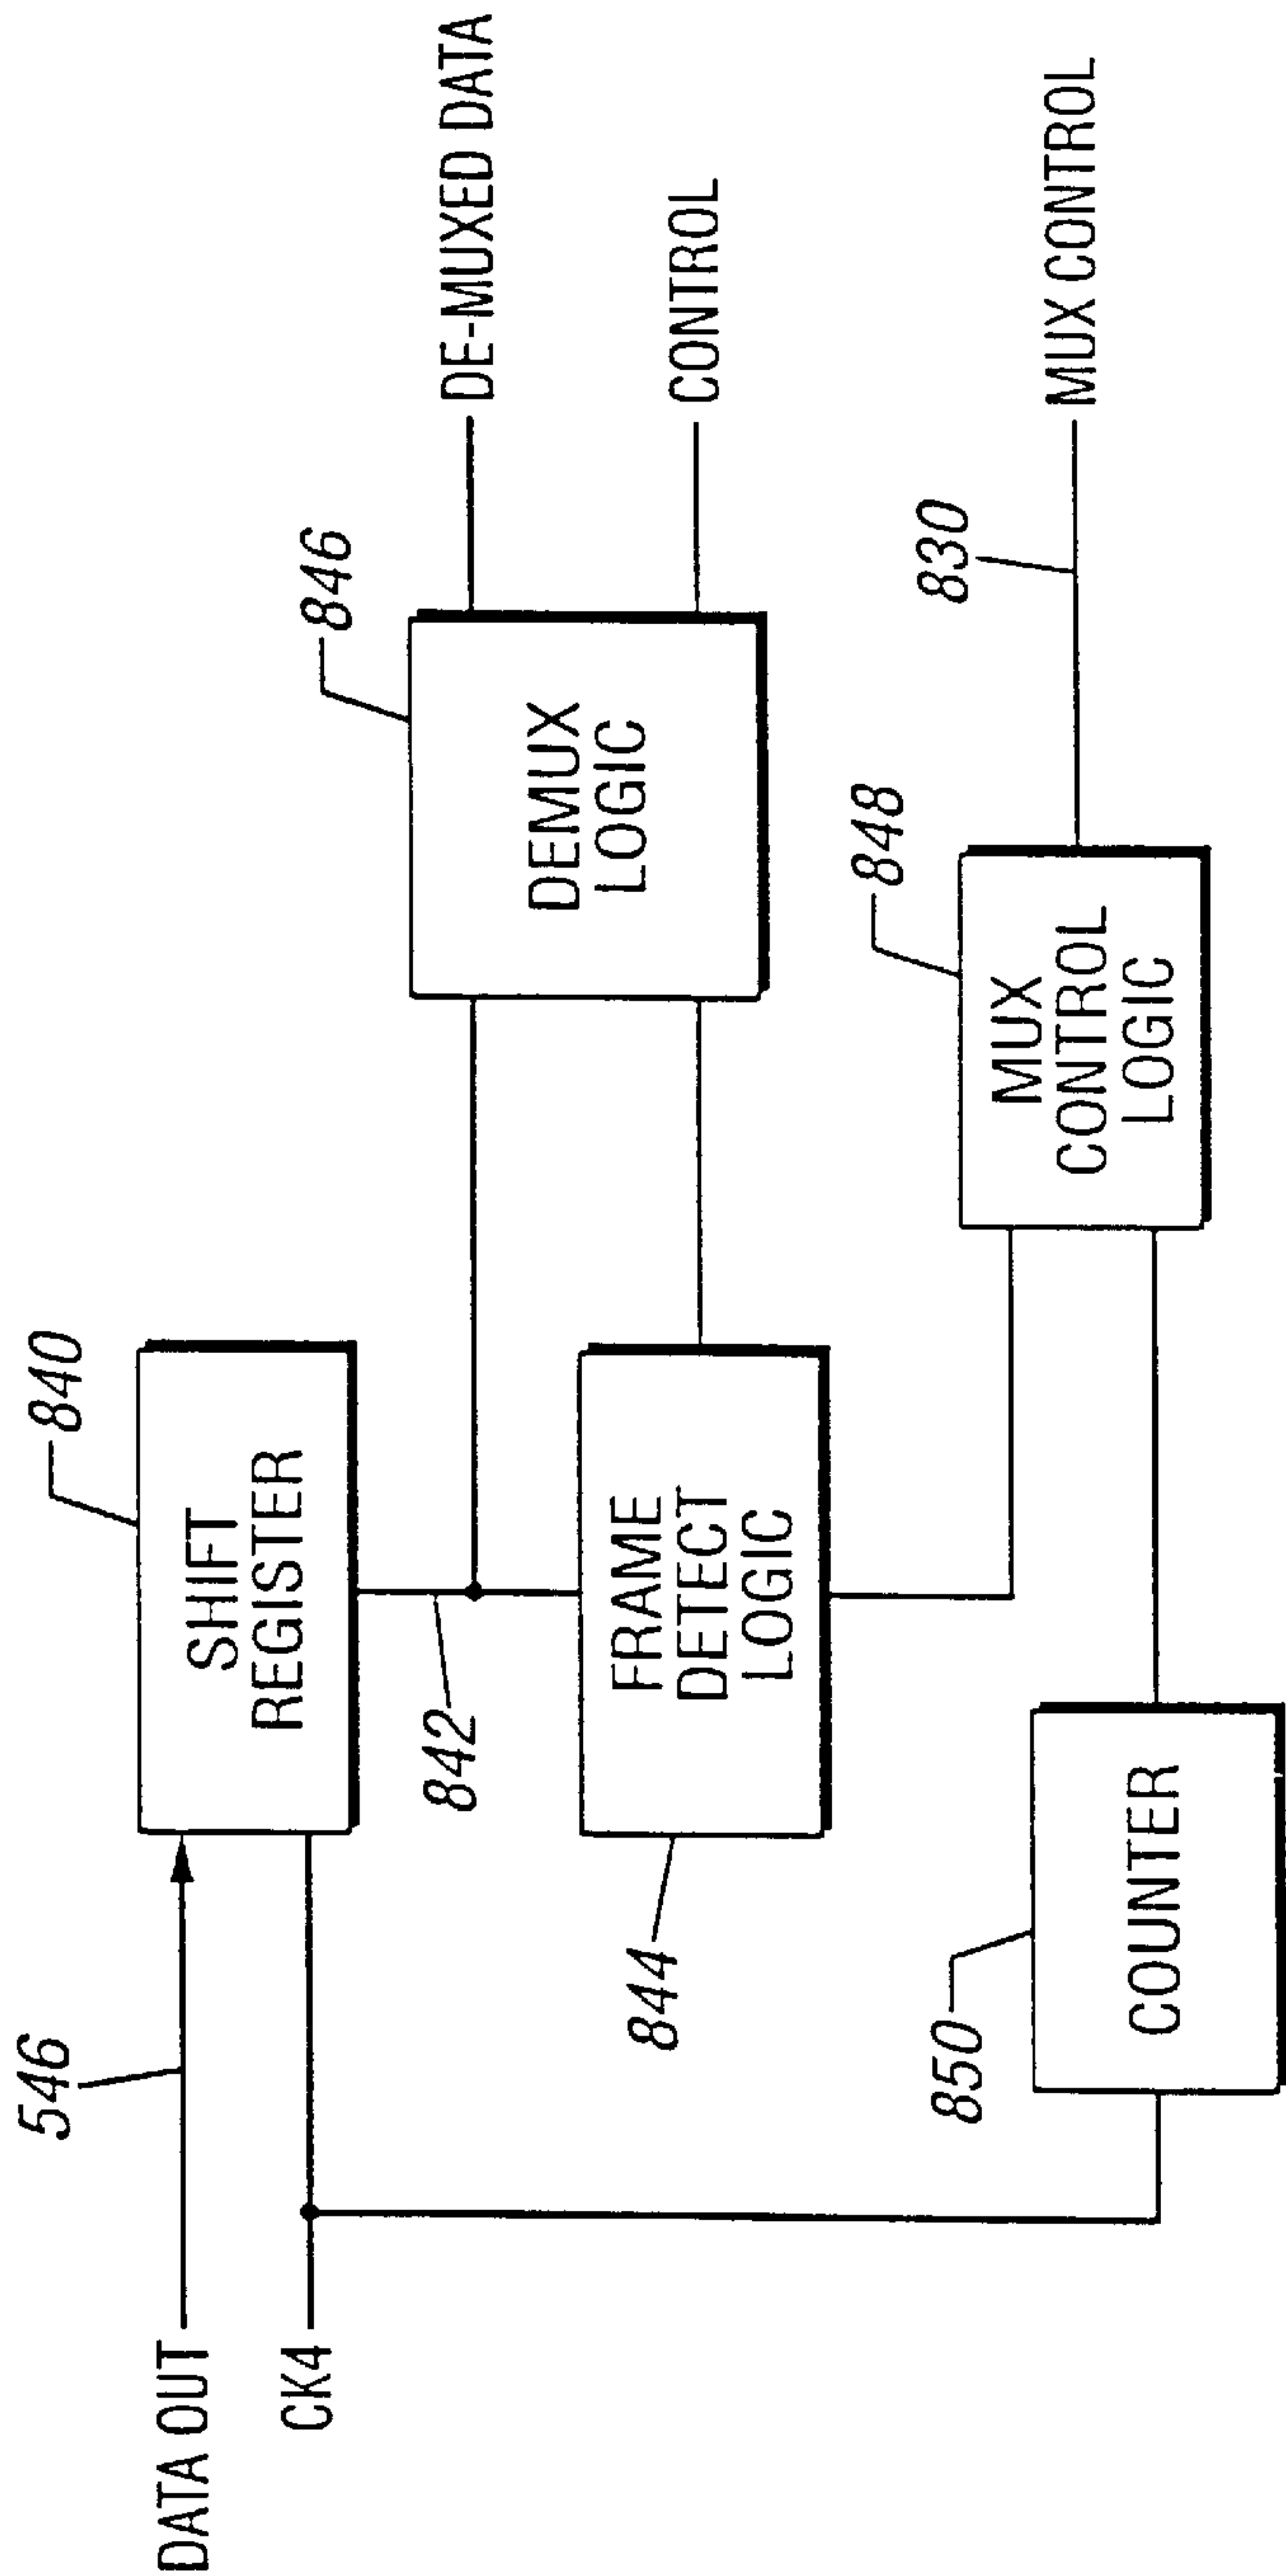 DATA OUT
546
CK4
840
SHIFT
REGISTER
842
844
FRAME
DETECT
LOGIC
846
DEMUX
LOGIC
DE-MUXED DATA
CONTROL
850
COUNTER
848
MUX
CONTROL
LOGIC
830
MUX CONTROL